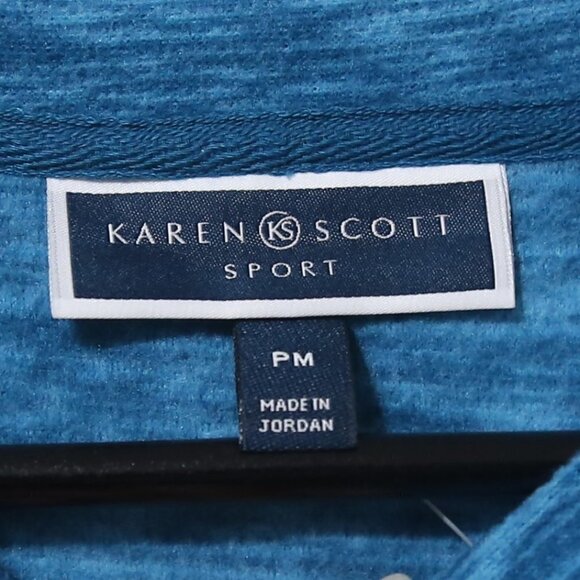 KAREN KS SCOTT
SPORT
PM
MADE IN
JORDAN